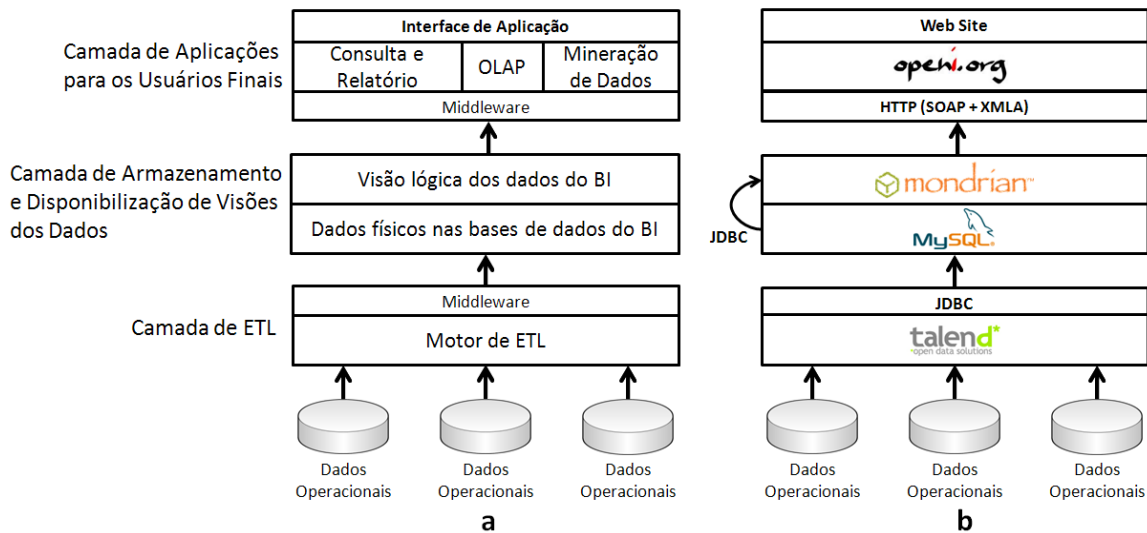 Camada de Aplicações
para os Usuários Finais
Interface de Aplicação
Consulta e
Relatório
OLAP
Mineração
de Dados
Middleware
Camada de Armazenamento
e Disponibilização de Visões
dos Dados
Visão lógica dos dados do BI
Dados físicos nas bases de dados do BI
Camada de ETL
Middleware
Motor de ETL
Dados
Operacionais
Dados
Operacionais
Dados
Operacionais
a
Web Site
openi.org
HTTP (SOAP + XMLA)
mondrian™
JDBC
MySQL®
JDBC
talend*
open data solutions
Dados
Operacionais
Dados
Operacionais
Dados
Operacionais
b